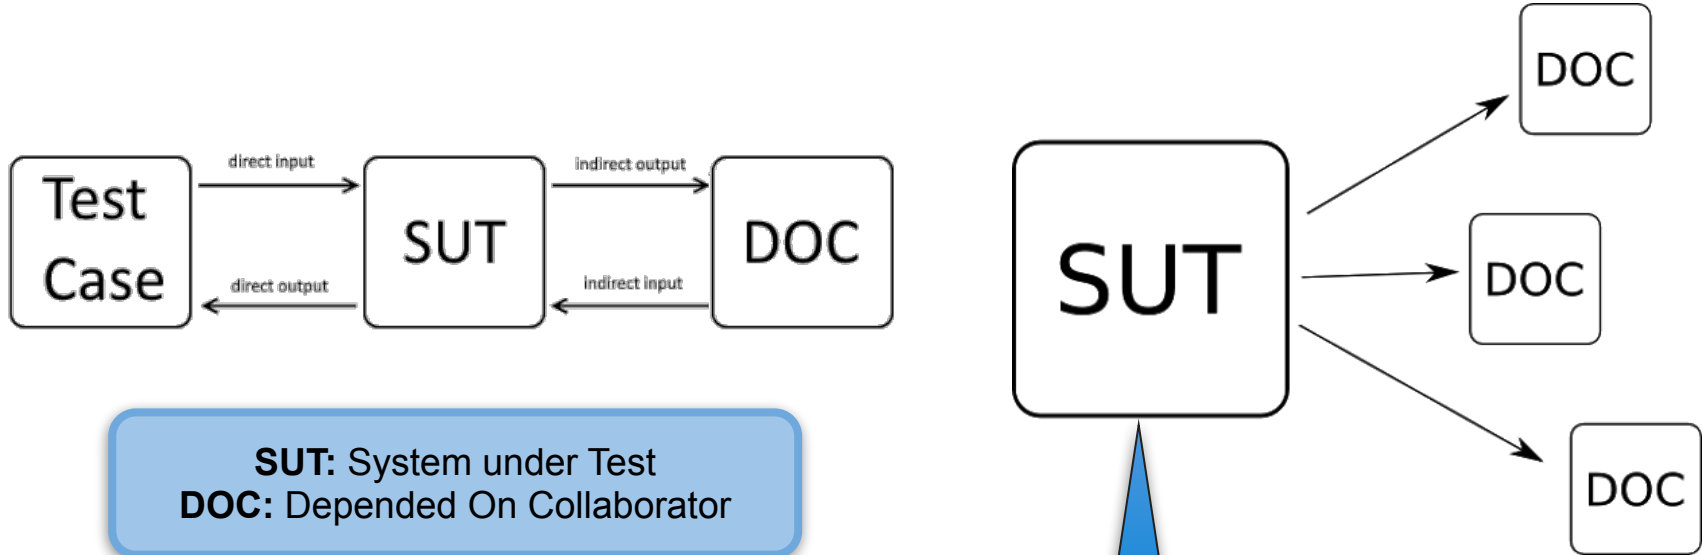 Test
Case
direct input
direct output
SUT
indirect output
indirect input
DOC
SUT: System under Test
DOC: Depended On Collaborator
SUT
DOC
DOC
DOC